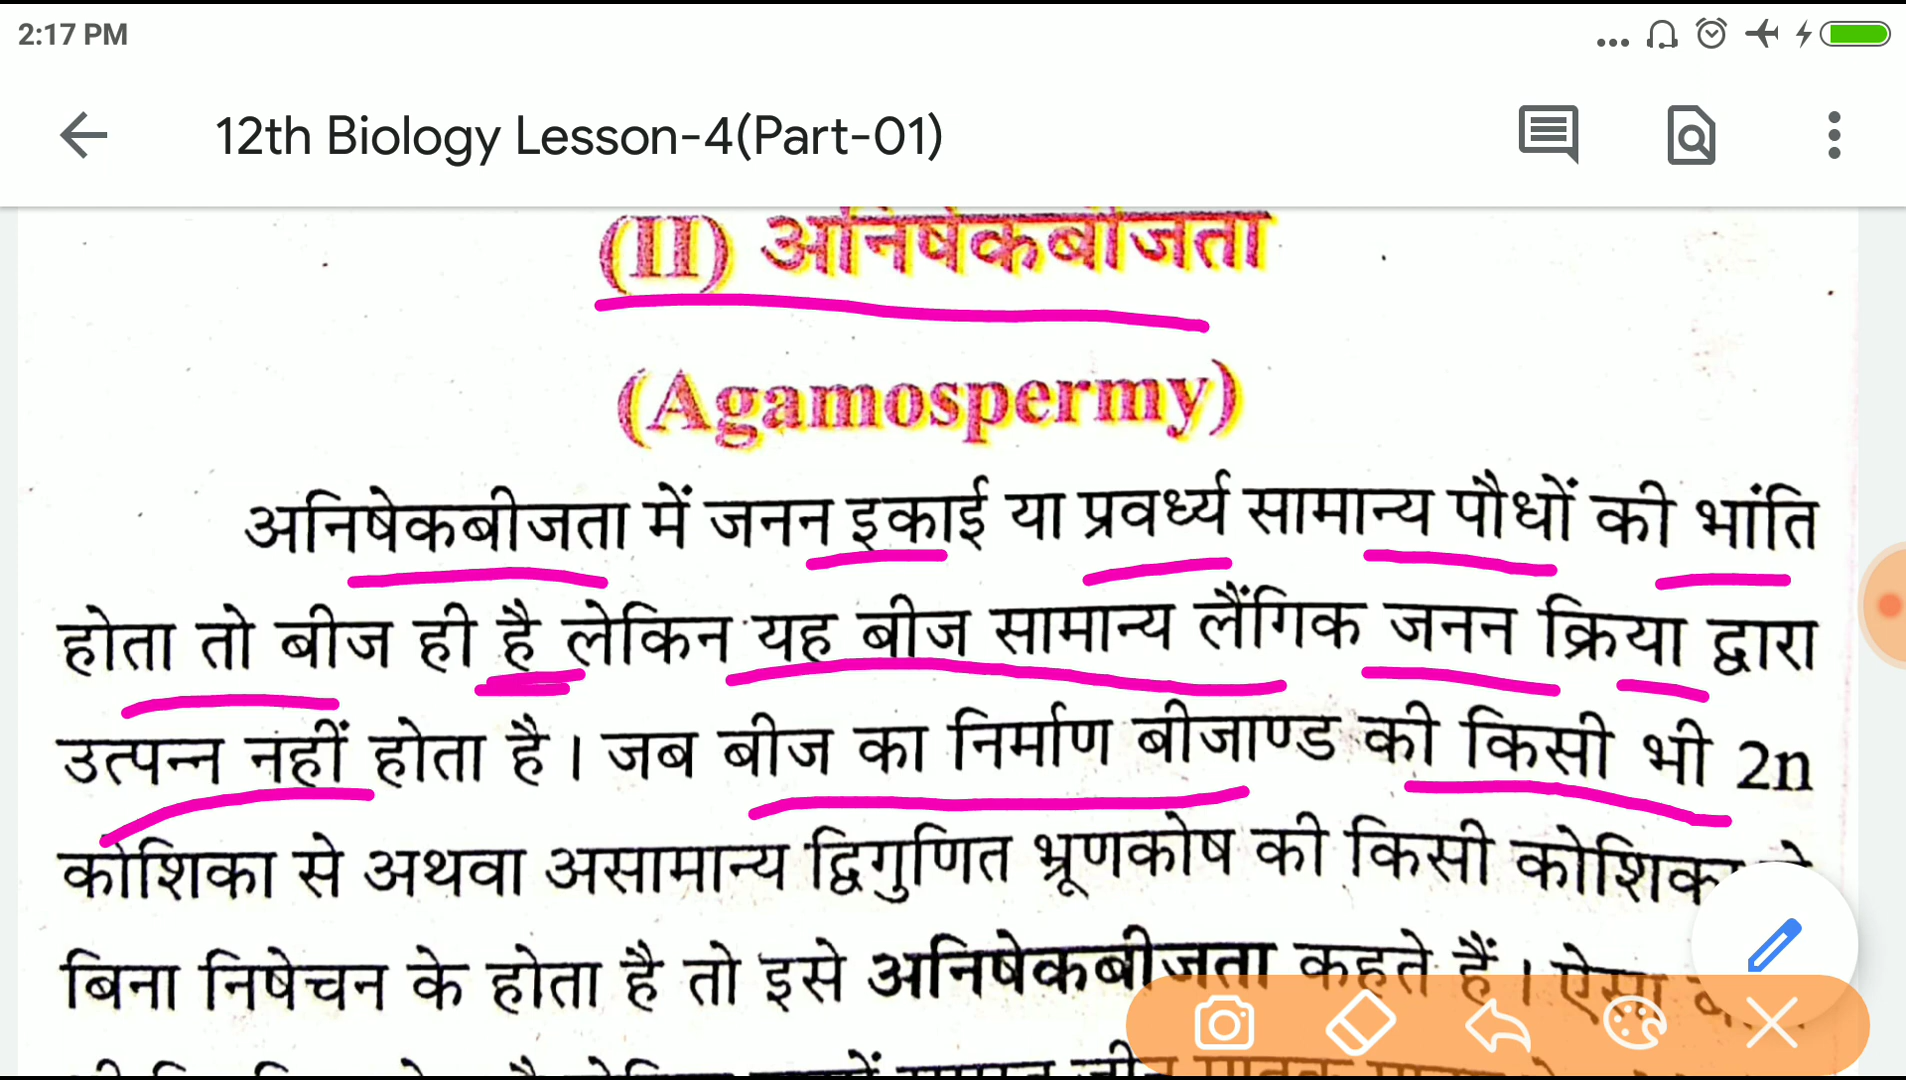 2:17 PM
12th Biology Lesson-4(Part-01)
(II) अनिषेकबीजता
(Agamospermy)
अनिषेकबीजता में जनन इकाई या प्रवर्ध्य सामान्य पौधों की भांति
होता तो बीज ही है लेकिन यह बीज सामान्य लैंगिक जनन क्रिया द्वारा
उत्पन्न नहीं होता है। जब बीज का निर्माण बीजाण्ड की किसी भी 2n
कोशिका से अथवा असामान्य द्विगुणित भ्रूणकोष की किसी कोशिका
बिना निषेचन के होता है तो इसे अनिषेकबीजता कहते हैं। ऐसा